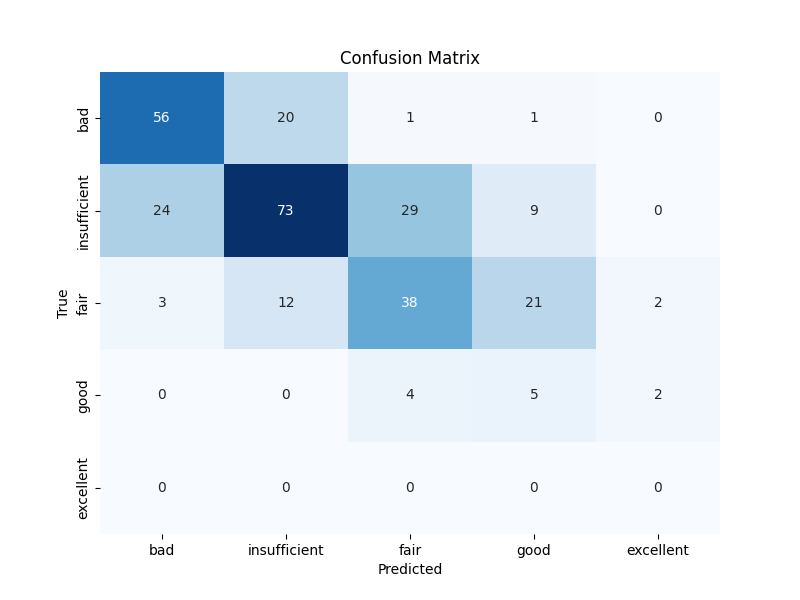 Confusion Matrix
True
bad 56 20 1 1 0
insufficient 24 73 29 9 0
fair 3 12 38 21 2
good 0 0 4 5 2
excellent 0 0 0 0 0
bad insufficient fair good excellent
Predicted